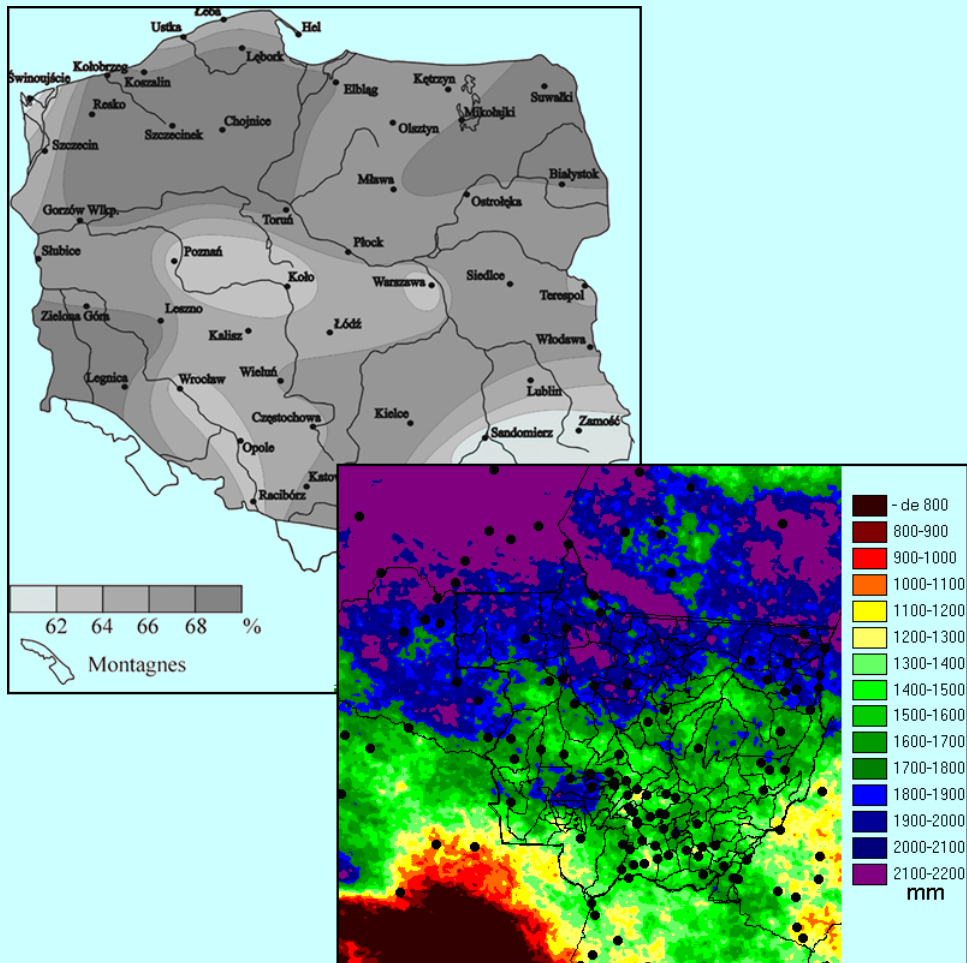 Łeba
Ustka
Hel
Lębork
Kołobrzeg
Koszalin
Świnoujście
Elbląg
Kętrzyn
Suwałki
Resko
Szczecinek
Chojnice
Olsztyn
Mikołajki
Szczecin
Mława
Białystok
Ostrołęka
Gorzów Wlkp.
Toruń
Słubice
Poznań
Płock
Koło
Warszawa
Siedlce
Terespol
Zielona Góra
Leszno
Kalisz
Łódź
Włodawa
Legnica
Wrocław
Wieluń
Lublin
Częstochowa
Kielce
Zamość
Opole
Sandomierz
Racibórz
62 64 66 68 %
Montagnes
- de 800
800-900
900-1000
1000-1100
1100-1200
1200-1300
1300-1400
1400-1500
1500-1600
1600-1700
1700-1800
1800-1900
1900-2000
2000-2100
2100-2200
mm